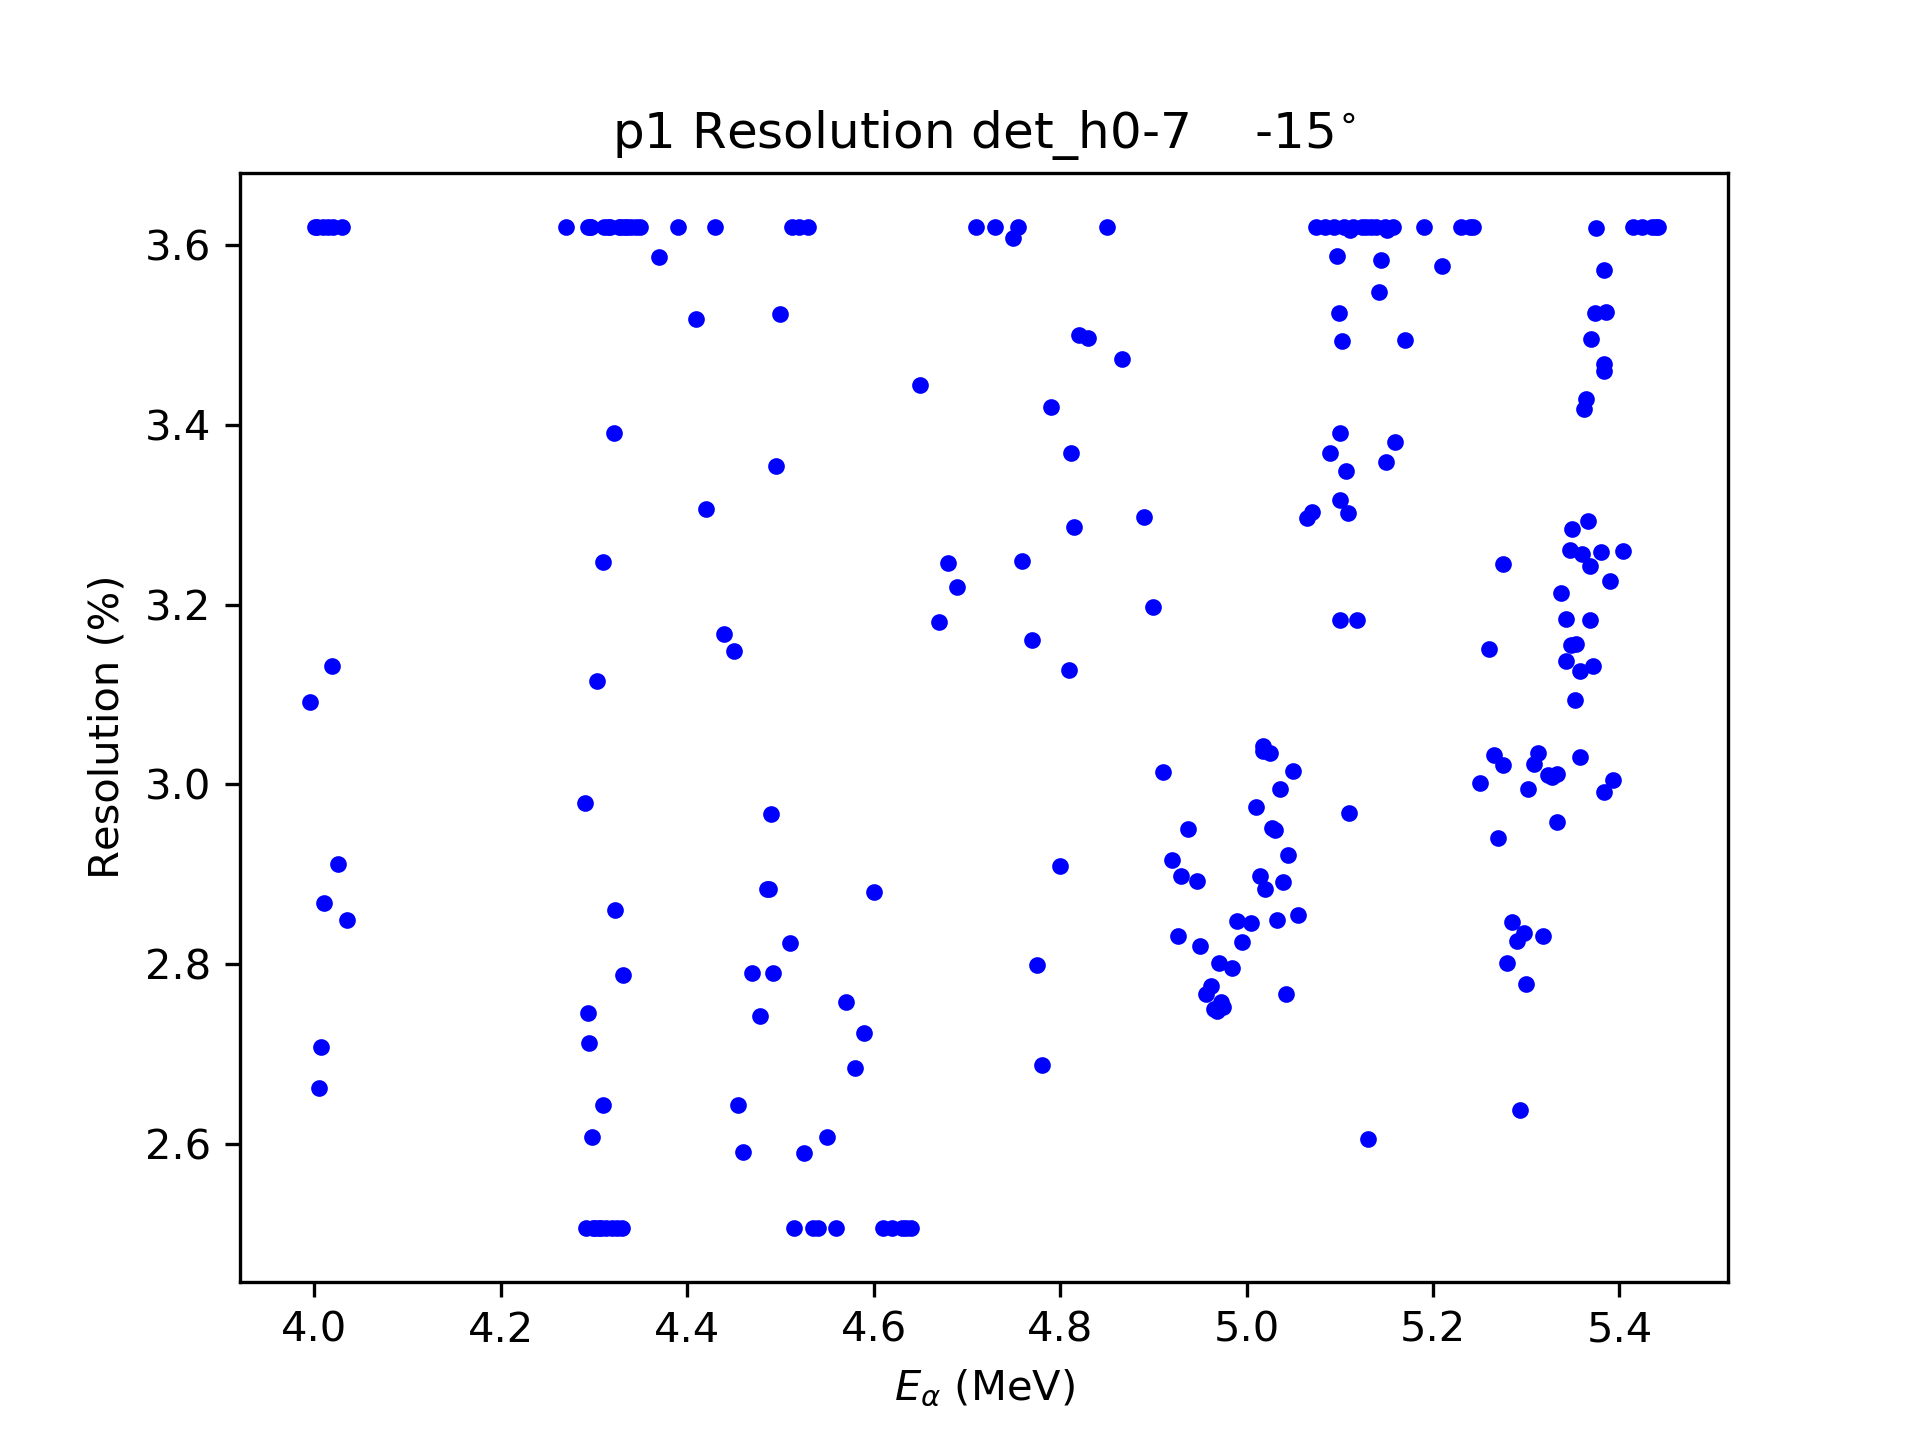 p1 Resolution det_h0-7    -15°
Resolution (%)
3.6
3.4
3.2
3.0
2.8
2.6
4.0 4.2 4.4 4.6 4.8 5.0 5.2 5.4
Eα (MeV)